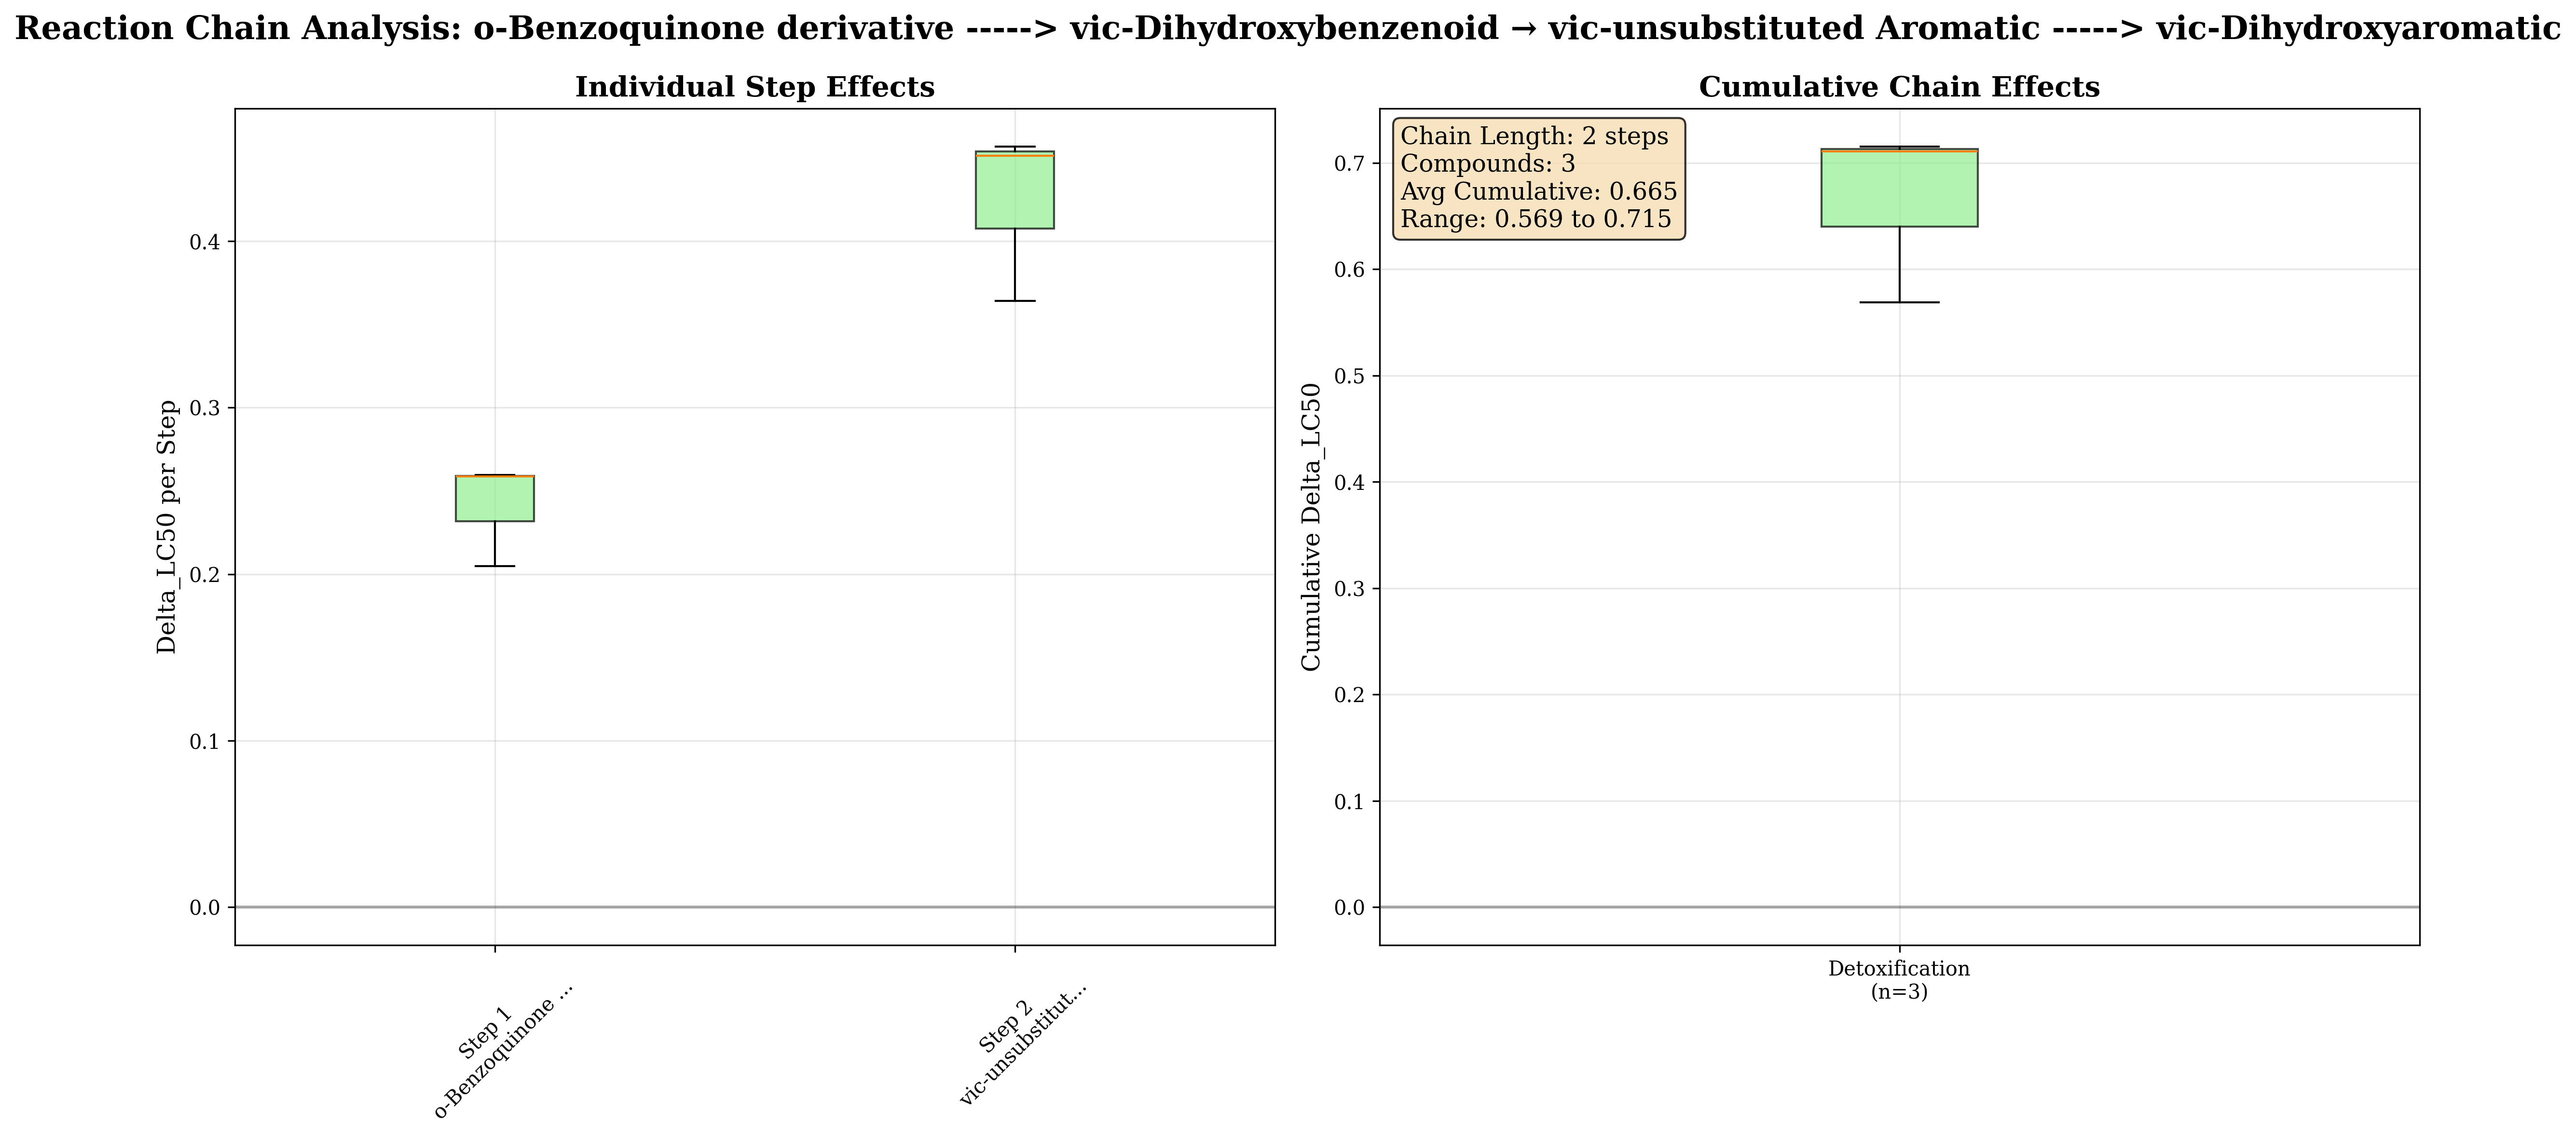 Reaction Chain Analysis: o-Benzoquinone derivative -----> vic-Dihydroxybenzenoid → vic-unsubstituted Aromatic -----> vic-Dihydroxyaromatic
Individual Step Effects
Delta_LC50 per Step
0.4
0.3
0.2
0.1
0.0
Step 1
o-Benzoquinone ...
Step 2
vic-unsubstitut...
Cumulative Chain Effects
Chain Length: 2 steps
Compounds: 3
Avg Cumulative: 0.665
Range: 0.569 to 0.715
Cumulative Delta_LC50
0.7
0.6
0.5
0.4
0.3
0.2
0.1
0.0
Detoxification
(n=3)